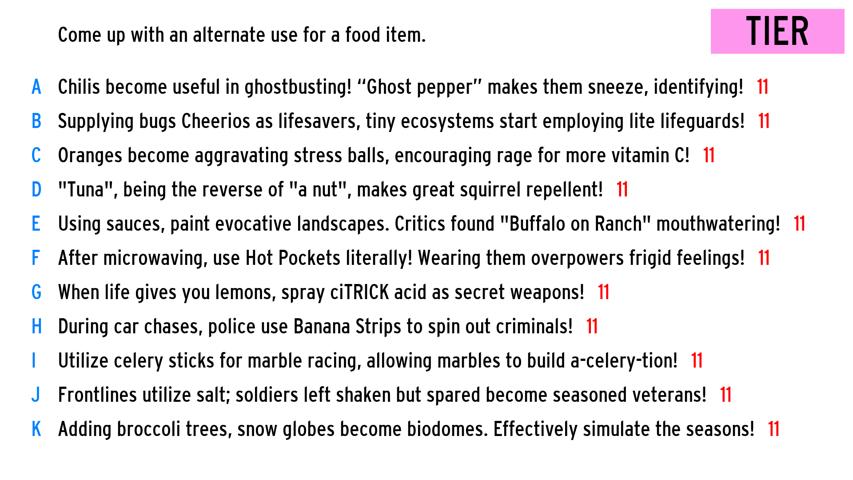 Come up with an alternate use for a food item.
TIER
A Chilis become useful in ghostbusting! “Ghost pepper” makes them sneeze, identifying! 11
B Supplying bugs Cheerios as lifesavers, tiny ecosystems start employing lite lifeguards! 11
C Oranges become aggravating stress balls, encouraging rage for more vitamin C! 11
D "Tuna", being the reverse of "a nut", makes great squirrel repellent! 11
E Using sauces, paint evocative landscapes. Critics found "Buffalo on Ranch" mouthwatering! 11
F After microwaving, use Hot Pockets literally! Wearing them overpowers frigid feelings! 11
G When life gives you lemons, spray ciTRICK acid as secret weapons! 11
H During car chases, police use Banana Strips to spin out criminals! 11
I Utilize celery sticks for marble racing, allowing marbles to build a-celery-tion! 11
J Frontlines utilize salt; soldiers left shaken but spared become seasoned veterans! 11
K Adding broccoli trees, snow globes become biodomes. Effectively simulate the seasons! 11